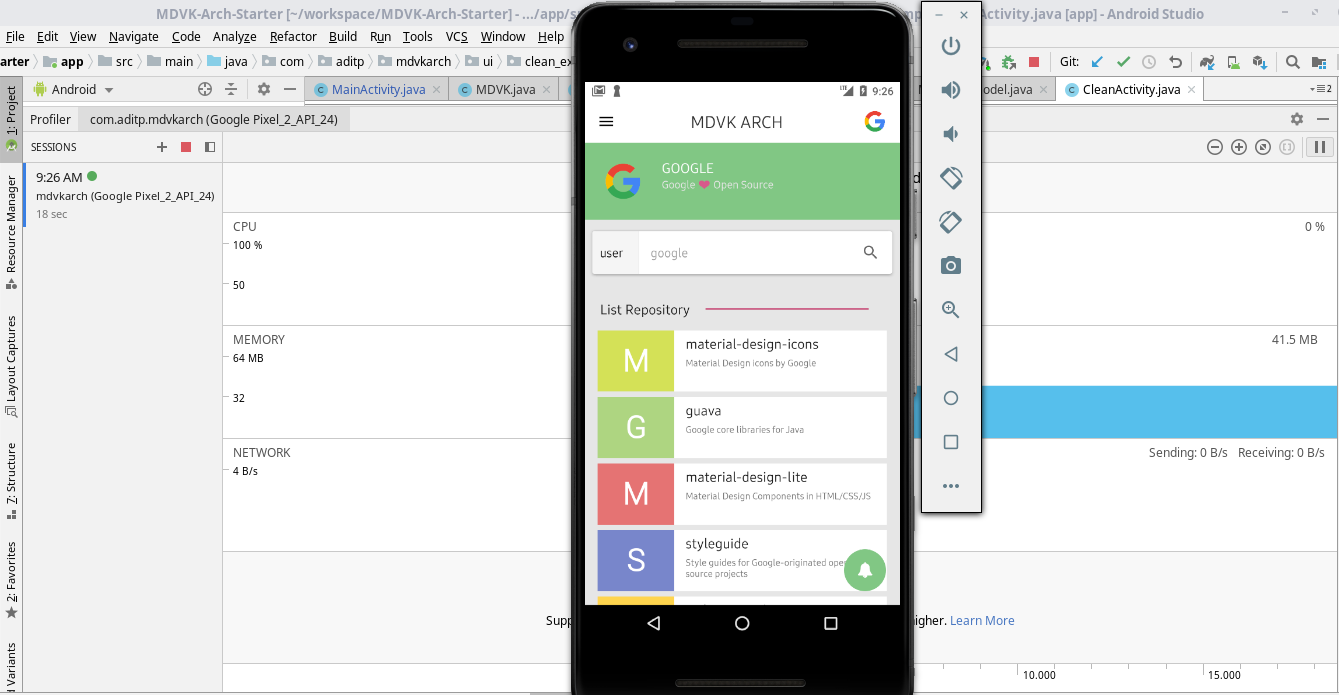 MDVK-Arch-Starter [~/workspace/MDVK-Arch-Starter] - .../app/s
Activity.java [app] - Android Studio
File Edit View Navigate Code Analyze Refactor Build Run Tools VCS Window Help
arter app src main java com aditp mdvkarch ui clean_ex
Git:
1: Project
Android
MainActivity.java
MDVK.java
odel.java
CleanActivity.java
2
Profiler
com.aditp.mdvkarch (Google Pixel_2_API_24)
SESSIONS
9:26 AM
mdvkarch (Google Pixel_2_API_24)
18 sec
Resource Manager
Layout Captures
7: Structure
2: Favorites
d Variants
CPU
100 %
50
0 %
MEMORY
64 MB
32
41.5 MB
NETWORK
4 B/s
Sending: 0 B/s Receiving: 0 B/s
Supp
igher. Learn More
10.000
15.000
LTE
9:26
MDVK ARCH
GOOGLE
Google ❤ Open Source
user
google
List Repository
M
material-design-icons
Material Design icons by Google
G
guava
Google core libraries for Java
M
material-design-lite
Material Design Components in HTML/CSS/JS
S
styleguide
Style guides for Google-originated ope
source projects